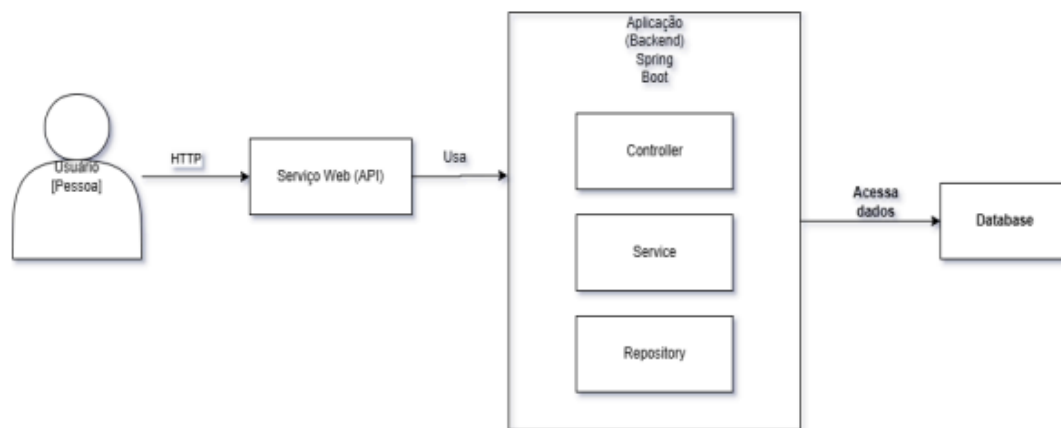 Usuário
[Pessoa]
HTTP
Serviço Web (API)
Usa
Aplicação
(Backend)
Spring
Boot
Controller
Service
Repository
Acessa
dados
Database